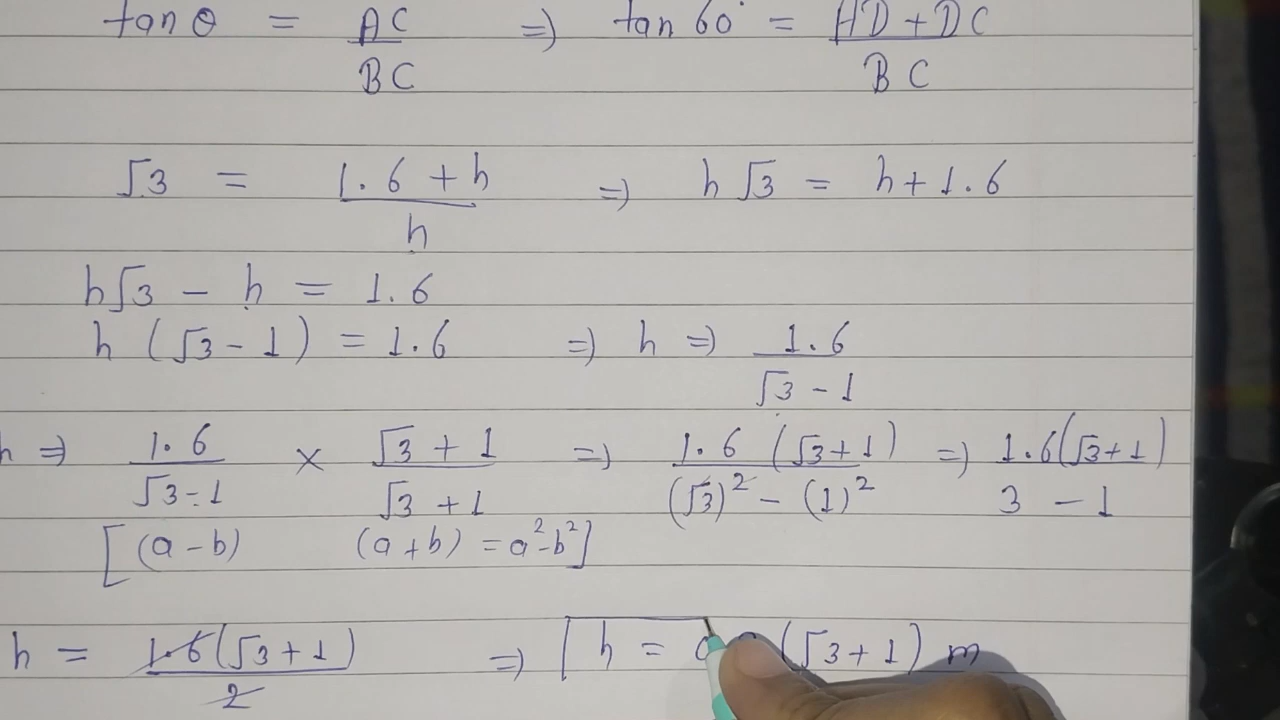 tan θ = AC / BC => tan 60° = HD + DC / BC
√3 = 1.6 + h / h => h√3 = h + 1.6
h√3 - h = 1.6
h (√3 - 1) = 1.6 => h => 1.6 / √3 - 1
h => 1.6 / √3 - 1 × √3 + 1 / √3 + 1 => 1.6 (√3 + 1) / (√3)² - (1)² => 1.6 (√3 + 1) / 3 - 1
[(a - b) (a + b) = a² - b²]
h = 1.6 (√3 + 1) / 2 => h = (√3 + 1) m